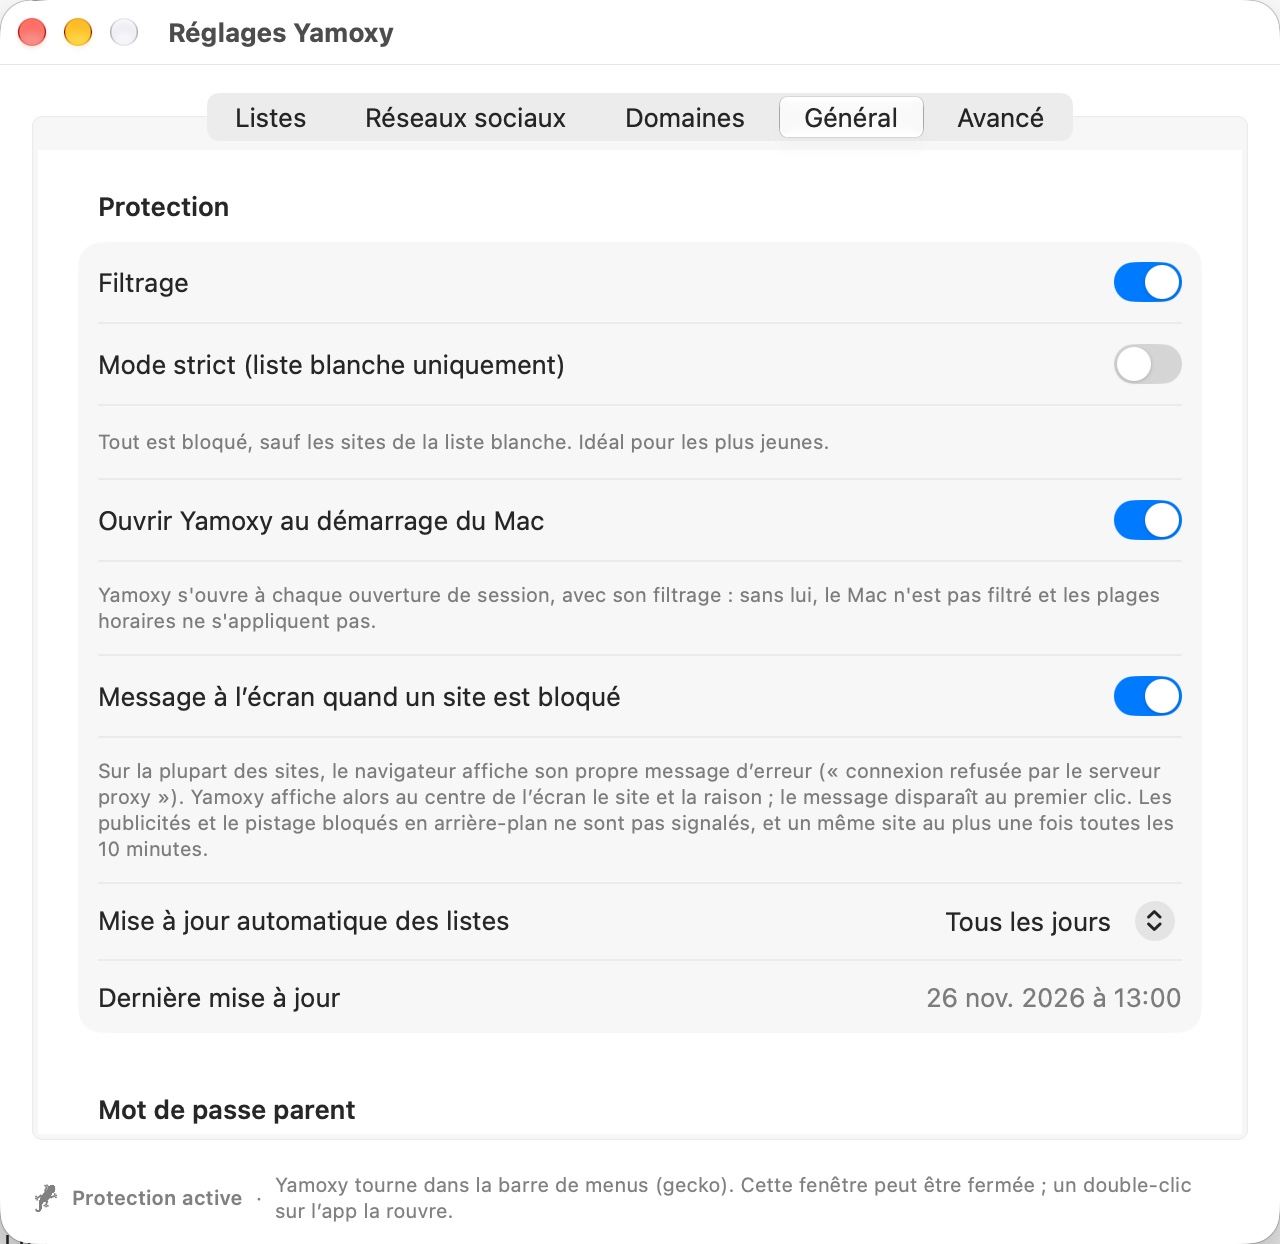 Réglages Yamoxy
Listes
Réseaux sociaux
Domaines
Général
Avancé
Protection
Filtrage
Mode strict (liste blanche uniquement)
Tout est bloqué, sauf les sites de la liste blanche. Idéal pour les plus jeunes.
Ouvrir Yamoxy au démarrage du Mac
Yamoxy s'ouvre à chaque ouverture de session, avec son filtrage : sans lui, le Mac n'est pas filtré et les plages
horaires ne s'appliquent pas.
Message à l’écran quand un site est bloqué
Sur la plupart des sites, le navigateur affiche son propre message d’erreur (« connexion refusée par le serveur
proxy »). Yamoxy affiche alors au centre de l’écran le site et la raison ; le message disparaît au premier clic. Les
publicités et le pistage bloqués en arrière-plan ne sont pas signalés, et un même site au plus une fois toutes les
10 minutes.
Mise à jour automatique des listes
Tous les jours
Dernière mise à jour
26 nov. 2026 à 13:00
Mot de passe parent
Protection active ·
Yamoxy tourne dans la barre de menus (gecko). Cette fenêtre peut être fermée ; un double-clic
sur l’app la rouvre.